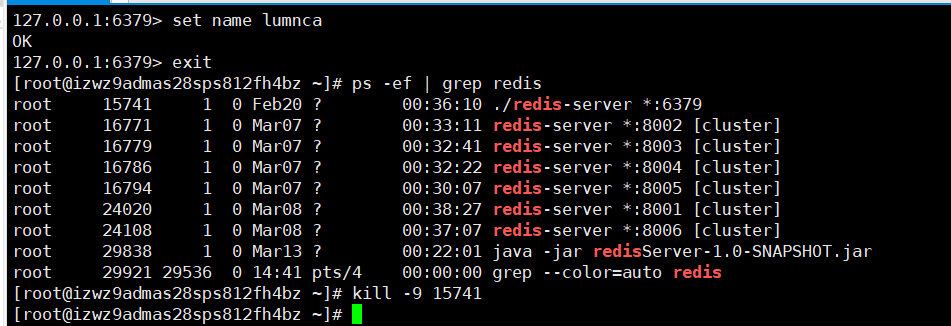 127.0.0.1:6379> set name lumnca
OK
127.0.0.1:6379> exit
[root@izwz9admas28sps812fh4bz ~]# ps -ef | grep redis
root     15741     1  0 Feb20 ?        00:36:10 ./redis-server *:6379
root     16771     1  0 Mar07 ?        00:33:11 redis-server *:8002 [cluster]
root     16779     1  0 Mar07 ?        00:32:41 redis-server *:8003 [cluster]
root     16786     1  0 Mar07 ?        00:32:22 redis-server *:8004 [cluster]
root     16794     1  0 Mar07 ?        00:30:07 redis-server *:8005 [cluster]
root     24020     1  0 Mar08 ?        00:38:27 redis-server *:8001 [cluster]
root     24108     1  0 Mar08 ?        00:37:07 redis-server *:8006 [cluster]
root     29838     1  0 Mar13 ?        00:22:01 java -jar redisServer-1.0-SNAPSHOT.jar
root     29921 29536  0 14:41 pts/4    00:00:00 grep --color=auto redis
[root@izwz9admas28sps812fh4bz ~]# kill -9 15741
[root@izwz9admas28sps812fh4bz ~]#